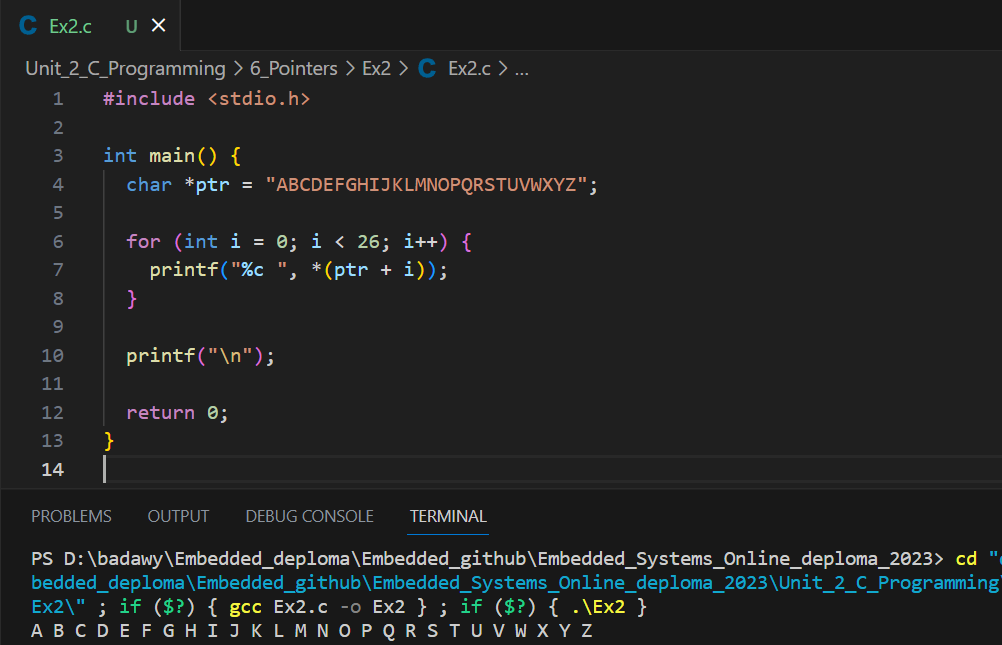 C Ex2.c U ×
Unit_2_C_Programming > 6_Pointers > Ex2 > C Ex2.c > ...
1 #include <stdio.h>
2
3 int main() {
4   char *ptr = "ABCDEFGHIJKLMNOPQRSTUVWXYZ";
5
6   for (int i = 0; i < 26; i++) {
7     printf("%c ", *(ptr + i));
8   }
9
10   printf("\n");
11
12   return 0;
13 }
14
PROBLEMS OUTPUT DEBUG CONSOLE TERMINAL
PS D:\badawy\Embedded_deploma\Embedded_github\Embedded_Systems_Online_deploma_2023> cd "
bedded_deploma\Embedded_github\Embedded_Systems_Online_deploma_2023\Unit_2_C_Programming\
Ex2\" ; if ($?) { gcc Ex2.c -o Ex2 } ; if ($?) { .\Ex2 }
A B C D E F G H I J K L M N O P Q R S T U V W X Y Z